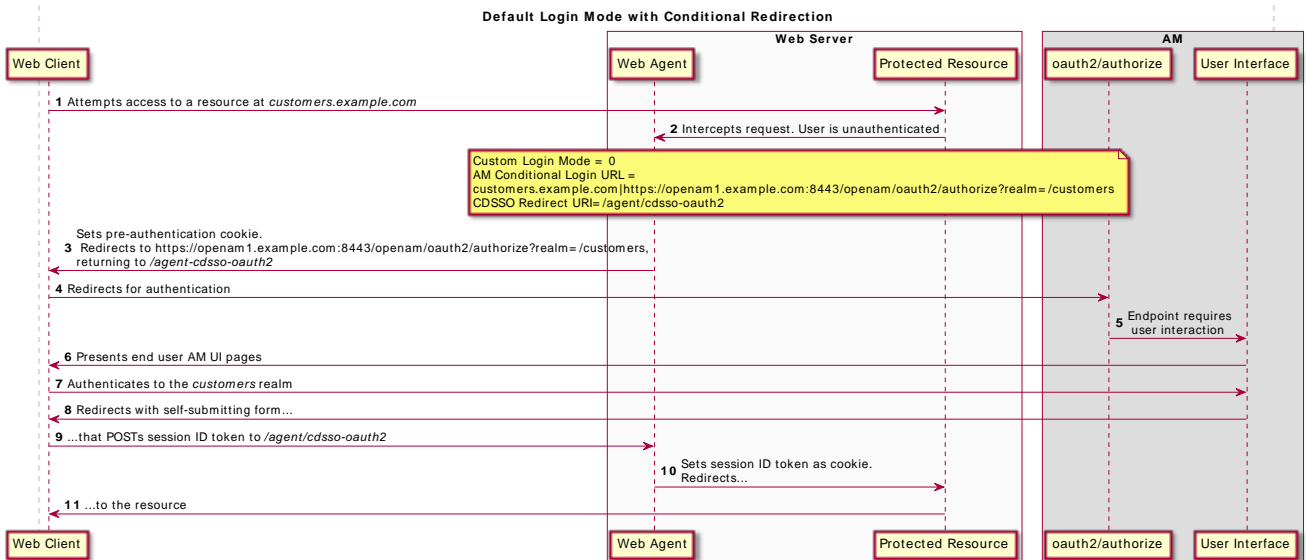 Default Login Mode with Conditional Redirection
Web Server
AM
Web Client
Web Agent
Protected Resource
oauth2/authorize
User Interface
1 Attempts access to a resource at customers.example.com
2 Intercepts request. User is unauthenticated
Custom Login Mode = 0
AM Conditional Login URL =
customers.example.com|https://openam1.example.com:8443/openam/oauth2/authorize?realm=/customers
CDSSO Redirect URI=/agent/cdsso-oauth2
Sets pre-authentication cookie.
3 Redirects to https://openam1.example.com:8443/openam/oauth2/authorize?realm=/customers,
returning to /agent-cdsso-oauth2
4 Redirects for authentication
5 Endpoint requires
user interaction
6 Presents end user AM UI pages
7 Authenticates to the customers realm
8 Redirects with self-submitting form...
9 ...that POSTs session ID token to /agent/cdsso-oauth2
10 Sets session ID token as cookie.
Redirects...
11 ...to the resource
Web Client
Web Agent
Protected Resource
oauth2/authorize
User Interface